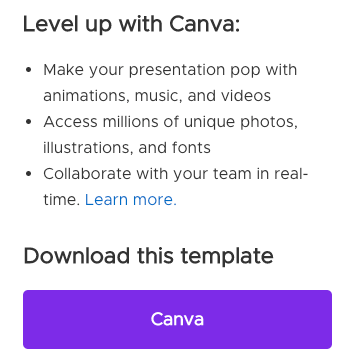 Level up with Canva:
• Make your presentation pop with
animations, music, and videos
• Access millions of unique photos,
illustrations, and fonts
• Collaborate with your team in real-
time. Learn more.
Download this template
Canva